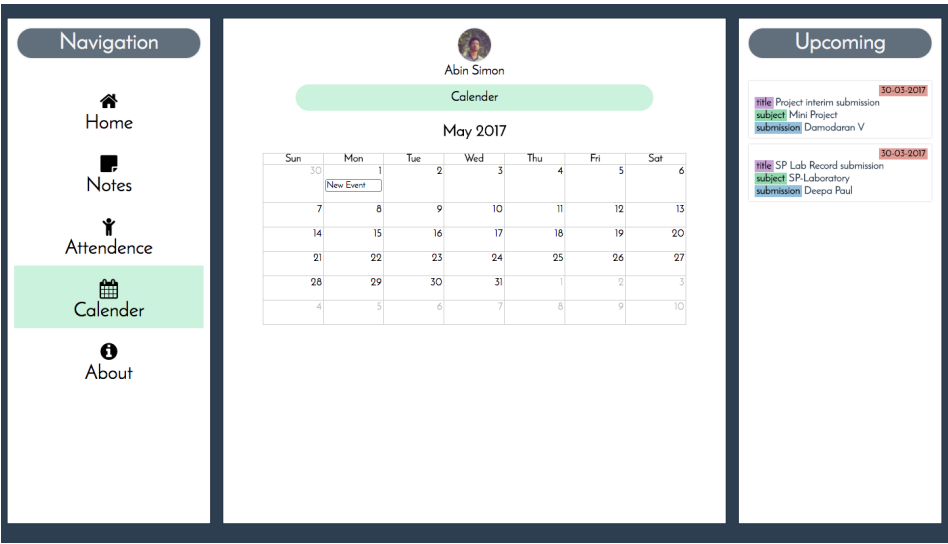 Navigation
Home
Notes
Attendence
Calender
About
Abin Simon
Calender
May 2017
Sun Mon Tue Wed Thu Fri Sat
30 1 2 3 4 5 6
New Event
7 8 9 10 11 12 13
14 15 16 17 18 19 20
21 22 23 24 25 26 27
28 29 30 31 1 2 3
4 5 6 7 8 9 10
Upcoming
30-03-2017
title Project interim submission
subject Mini Project
submission Damodaran V
30-03-2017
title SP Lab Record submission
subject SP-Laboratory
submission Deepa Paul